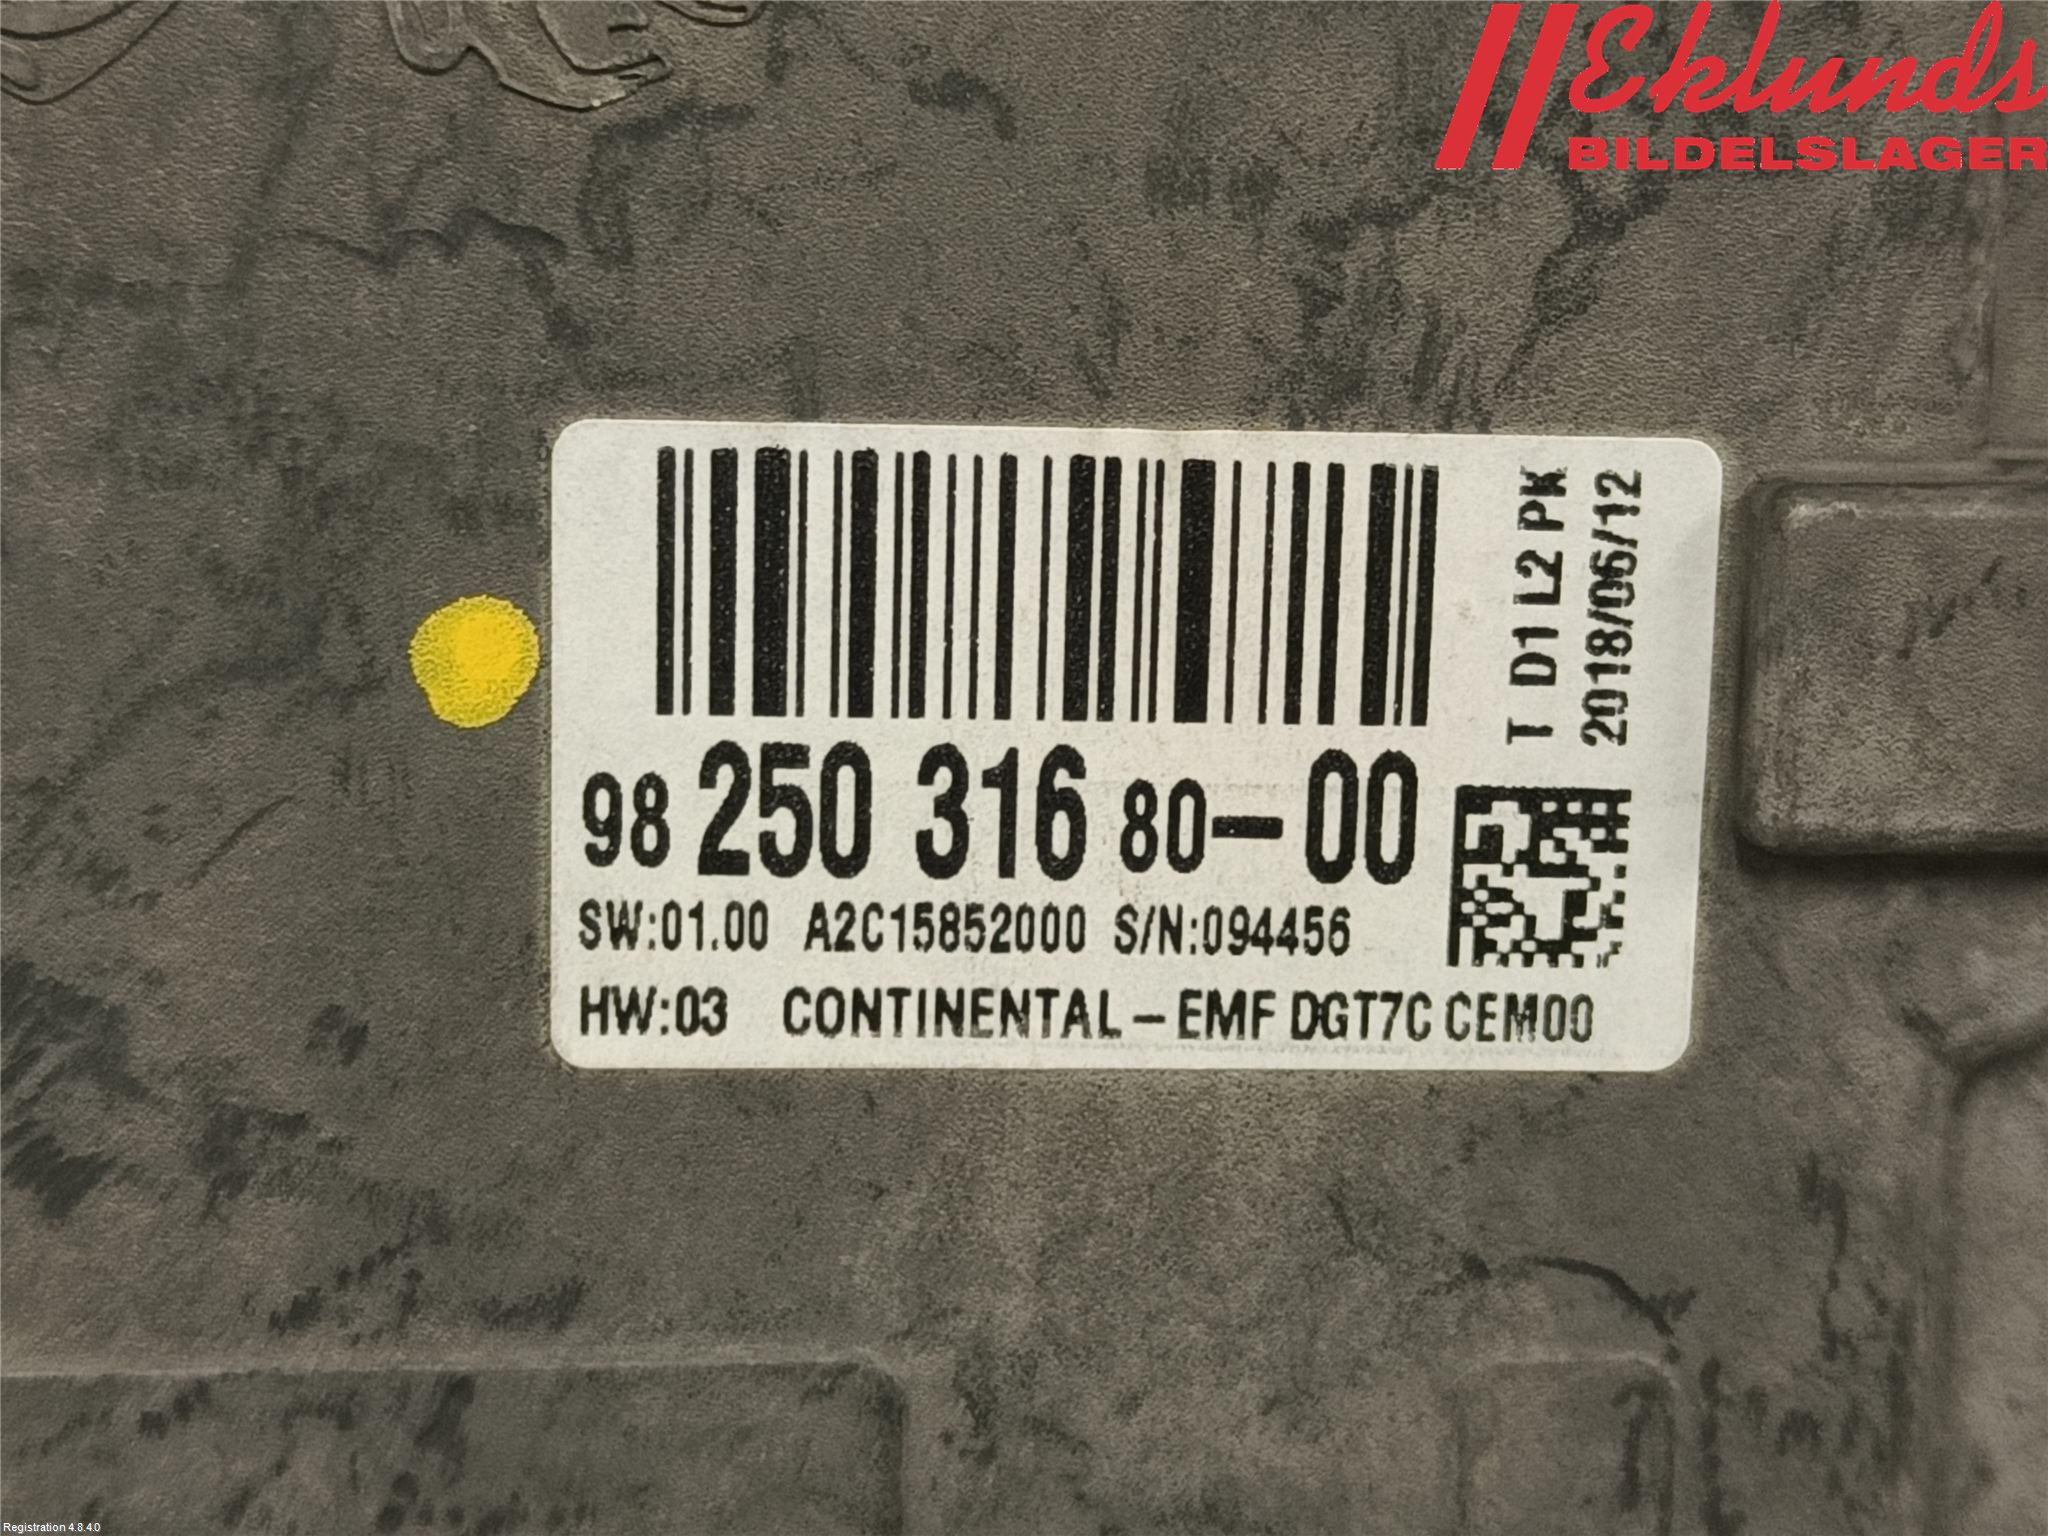 Eklunds
BILDELSLAGER
T D1 L2 PK
2018/06/12
98 250 316 80-00
SW:01.00 A2C15852000 S/N:094456
HW:03 CONTINENTAL-EMF DGT7C CEM00
Registration 4.8.4.0